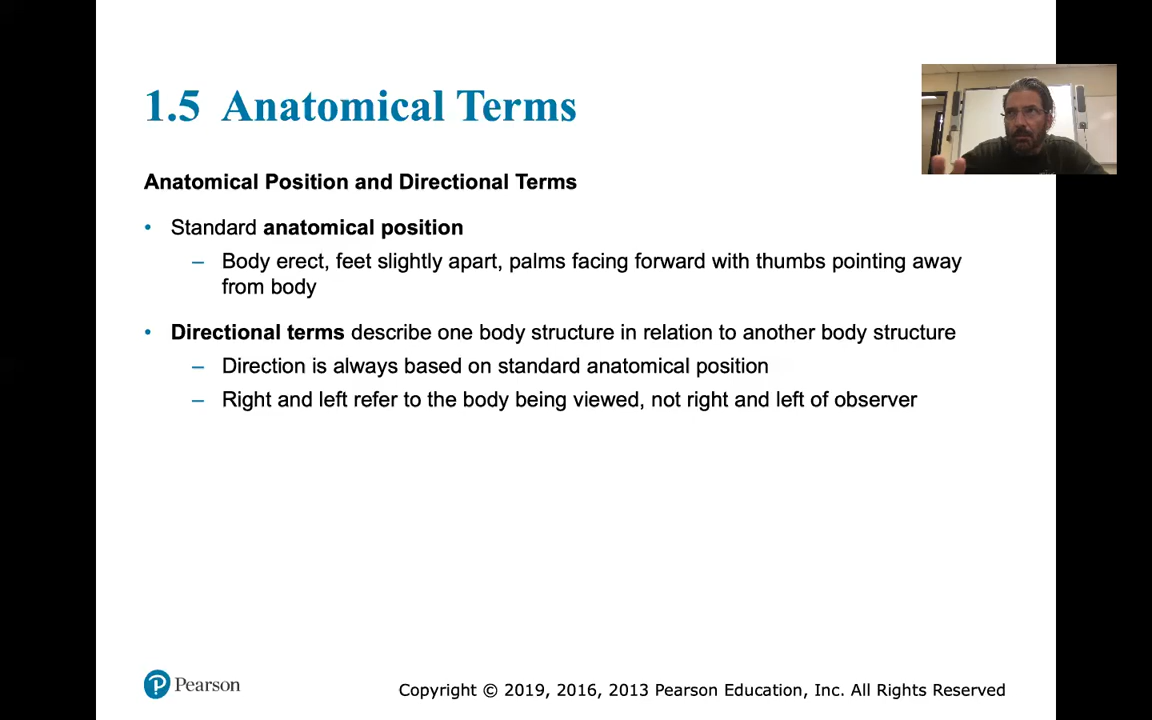 1.5 Anatomical Terms
Anatomical Position and Directional Terms
• Standard anatomical position
– Body erect, feet slightly apart, palms facing forward with thumbs pointing away
from body
• Directional terms describe one body structure in relation to another body structure
– Direction is always based on standard anatomical position
– Right and left refer to the body being viewed, not right and left of observer
P Pearson
Copyright © 2019, 2016, 2013 Pearson Education, Inc. All Rights Reserved